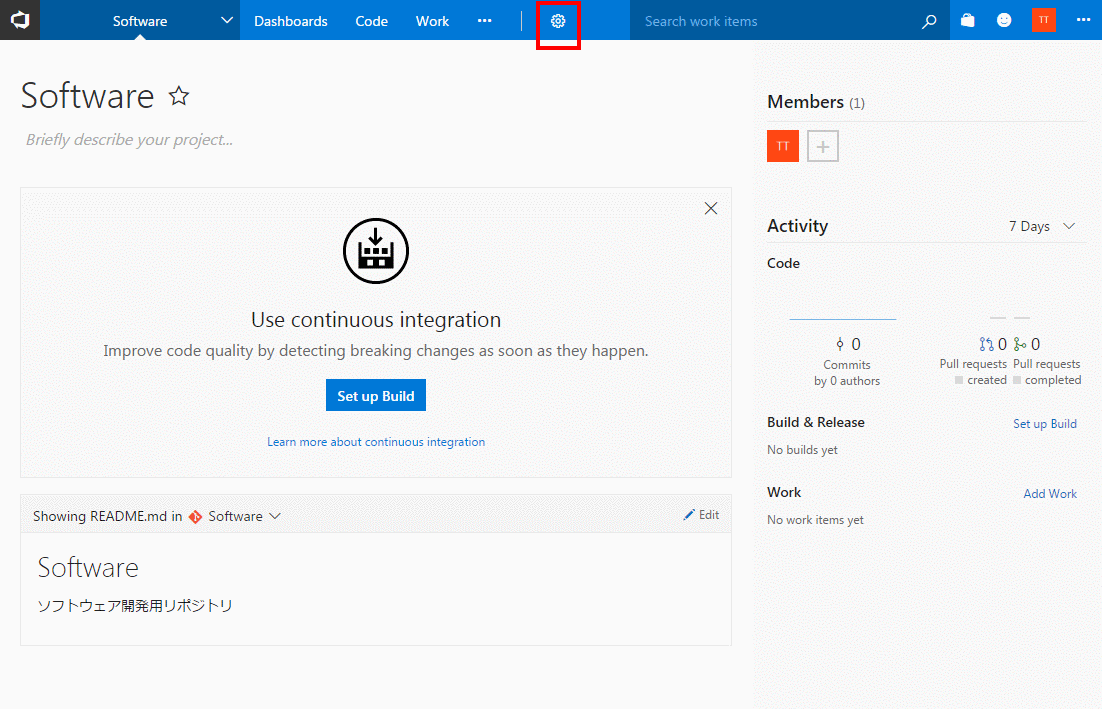 Software Dashboards Code Work ··· Search work items TT ···
Software
Briefly describe your project...
Use continuous integration
Improve code quality by detecting breaking changes as soon as they happen.
Set up Build
Learn more about continuous integration
Showing README.md in Software Edit
Software
ソフトウェア開発用リポジトリ
Members (1)
TT
Activity 7 Days
Code
0 0 0
Commits Pull requests Pull requests
by 0 authors created completed
Build & Release Set up Build
No builds yet
Work Add Work
No work items yet